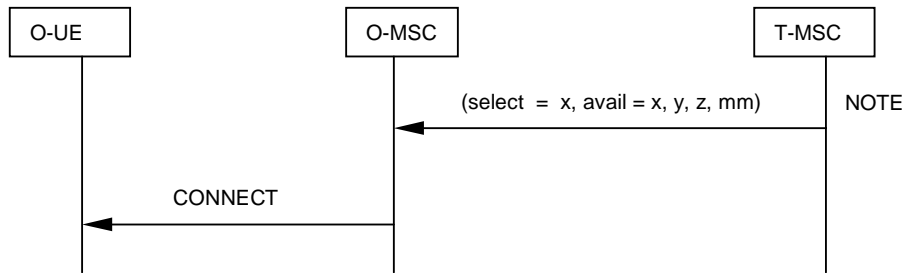 O-UE
O-MSC
T-MSC
(select = x, avail = x, y, z, mm)
NOTE
CONNECT